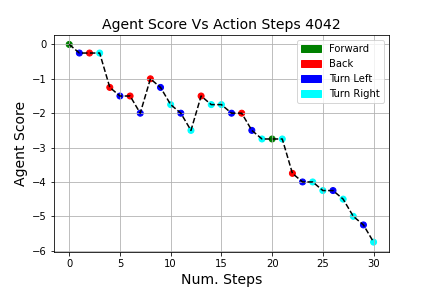 Agent Score Vs Action Steps 4042
Forward
Back
Turn Left
Turn Right
Agent Score
0
−1
−2
−3
−4
−5
−6
0 5 10 15 20 25 30
Num. Steps